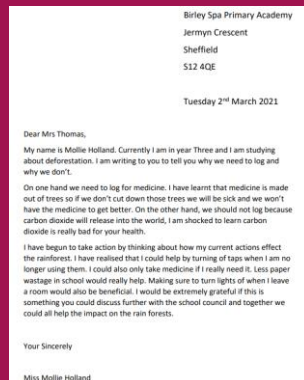 Birley Spa Primary Academy
Jermyn Crescent
Sheffield
S12 4QE
Tuesday 2nd March 2021
Dear Mrs Thomas,
My name is Mollie Holland. Currently I am in year Three and I am studying
about deforestation. I am writing to you to tell you why we need to log and
why we don't.
On one hand we need to log for medicine. I have learnt that medicine is made
out of trees so if we don't cut down those trees we will be sick and we won't
have the medicine to get better. On the other hand, we should not log because
carbon dioxide will release into the world, I am shocked to learn carbon
dioxide is really bad for your health.
I have begun to take action by thinking about how my current actions effect
the rainforest. I have realised that I could help by turning of taps when I am no
longer using them. I could also only take medicine if I really need it. Less paper
wastage in school would really help. Making sure to turn lights of when I leave
a room would also be beneficial. I would be extremely grateful if this is
something you could discuss further with the school council and together we
could all help the impact on the rain forests.
Your Sincerely
Miss Mollie Holland